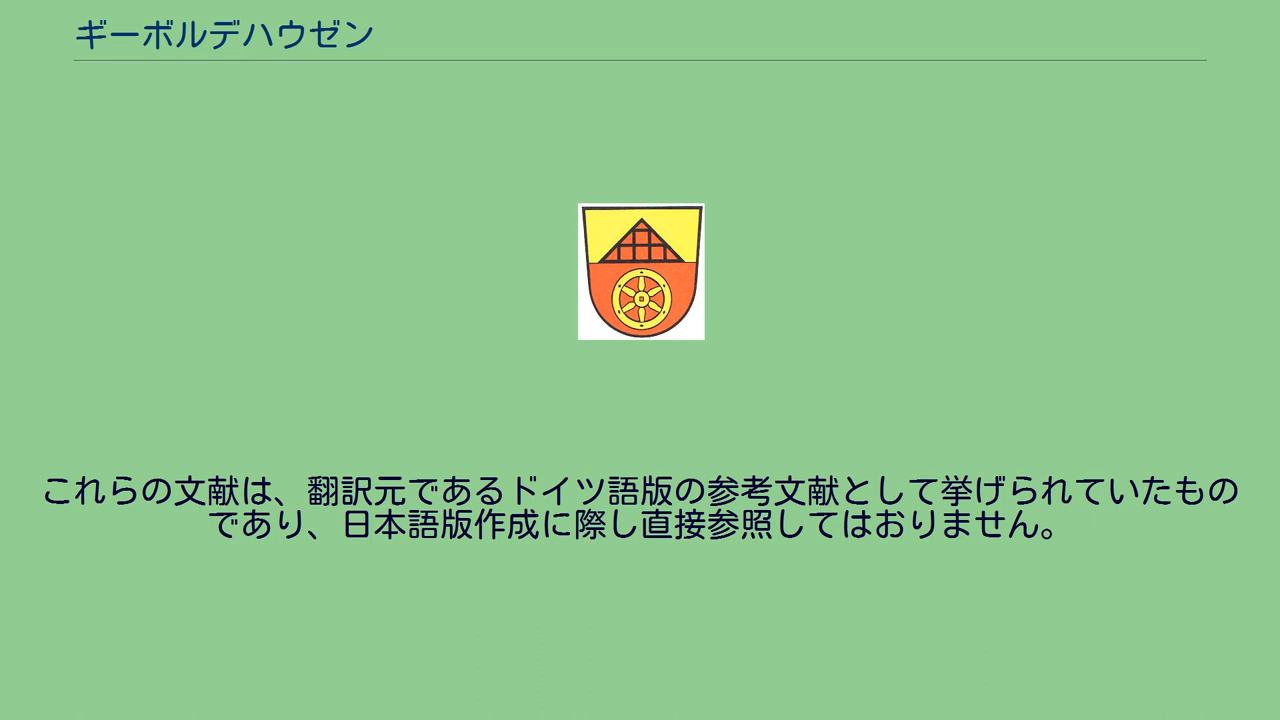 ギーボルデハウゼン
これらの文献は、翻訳元であるドイツ語版の参考文献として挙げられていたもの
であり、日本語版作成に際し直接参照してはおりません。